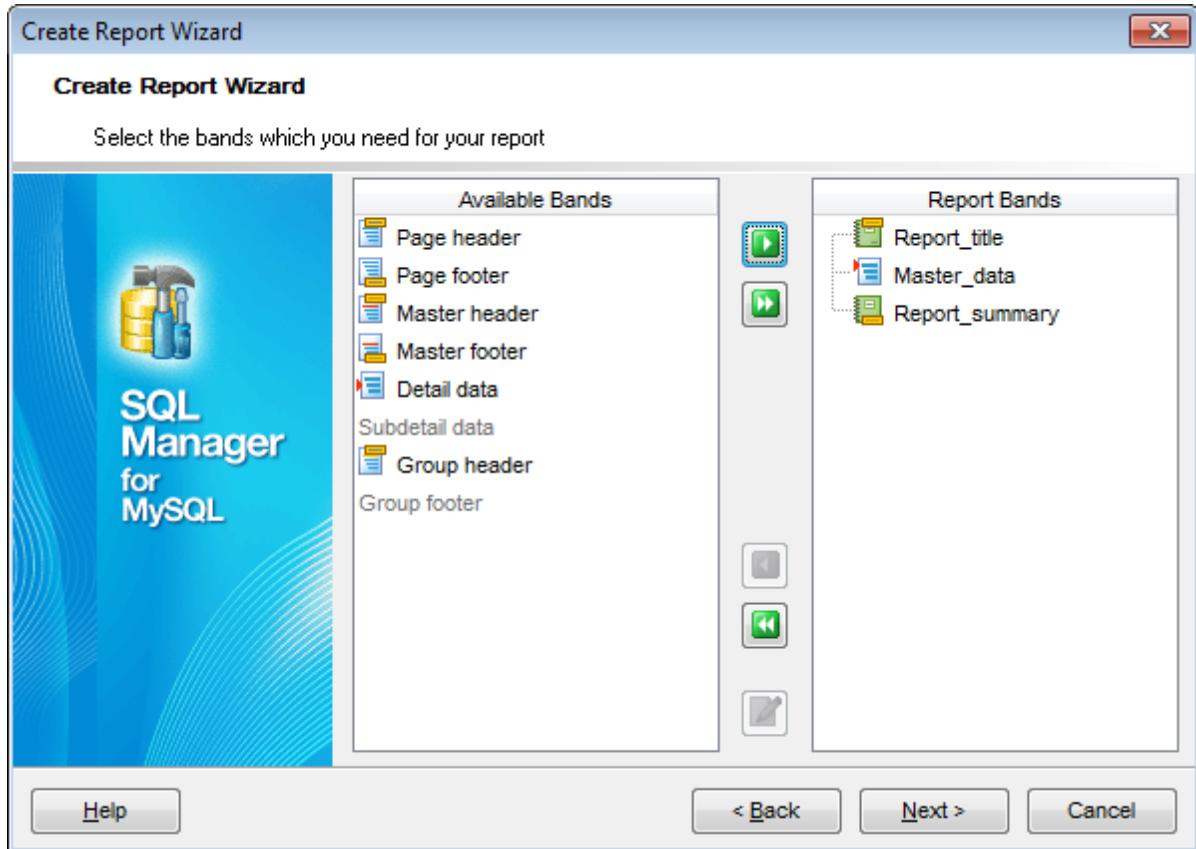 Create Report Wizard
Create Report Wizard
Select the bands which you need for your report
SQL
Manager
for
MySQL
Available Bands
Page header
Page footer
Master header
Master footer
Detail data
Subdetail data
Group header
Group footer
Report Bands
Report_title
Master_data
Report_summary
Help
< Back
Next >
Cancel